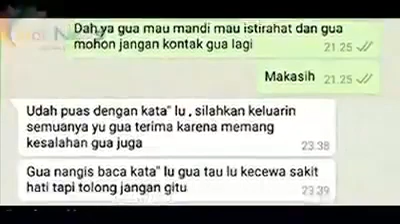 Dah ya gua mau mandi mau istirahat dan gua
mohon jangan kontak gua lagi
21.25
Makasih
21.25
Udah puas dengan kata" lu , silahkan keluarin
semuanya yu gua terima karena memang
kesalahan gua juga
23.38
Gua nangis baca kata" lu gua tau lu kecewa sakit
hati tapi tolong jangan gitu
23.39